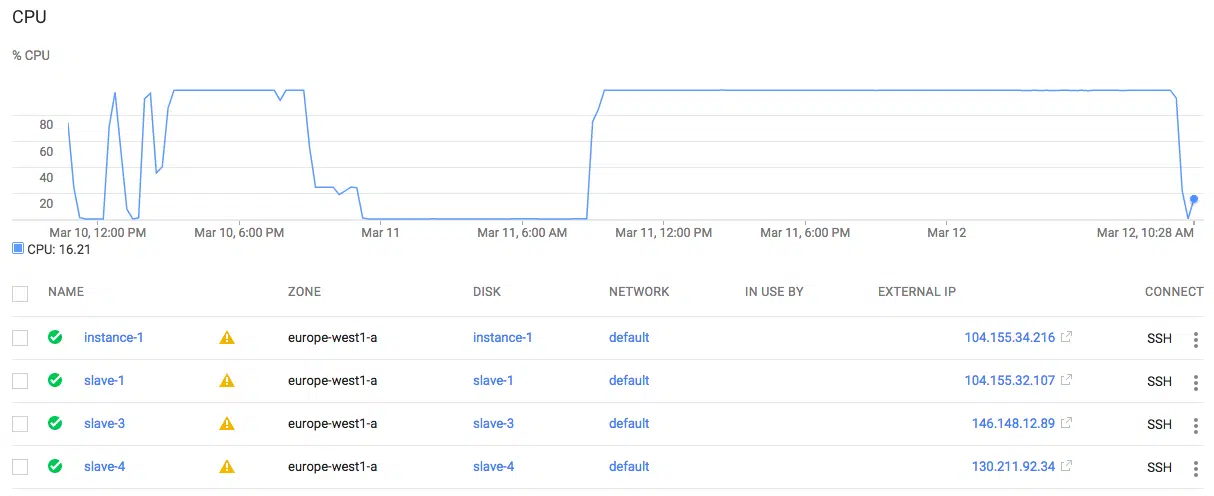 CPU
% CPU
80
60
40
20
Mar 10, 12:00 PM Mar 10, 6:00 PM Mar 11 Mar 11, 6:00 AM Mar 11, 12:00 PM Mar 11, 6:00 PM Mar 12 Mar 12, 10:28 AM
CPU: 16.21
NAME ZONE DISK NETWORK IN USE BY EXTERNAL IP CONNECT
instance-1 europe-west1-a instance-1 default 104.155.34.216 SSH
slave-1 europe-west1-a slave-1 default 104.155.32.107 SSH
slave-3 europe-west1-a slave-3 default 146.148.12.89 SSH
slave-4 europe-west1-a slave-4 default 130.211.92.34 SSH